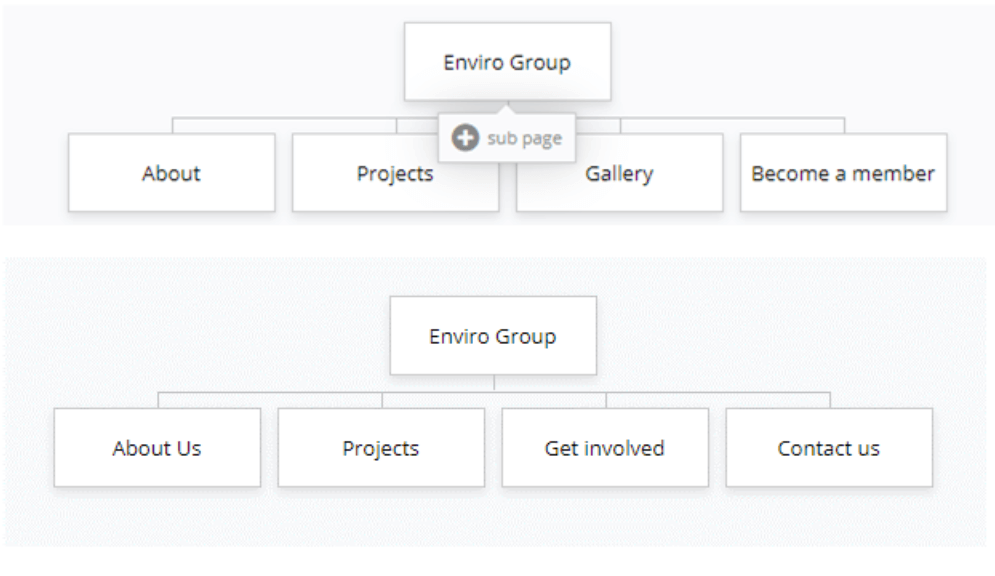 Enviro Group
sub page
About
Projects
Gallery
Become a member
Enviro Group
About Us
Projects
Get involved
Contact us